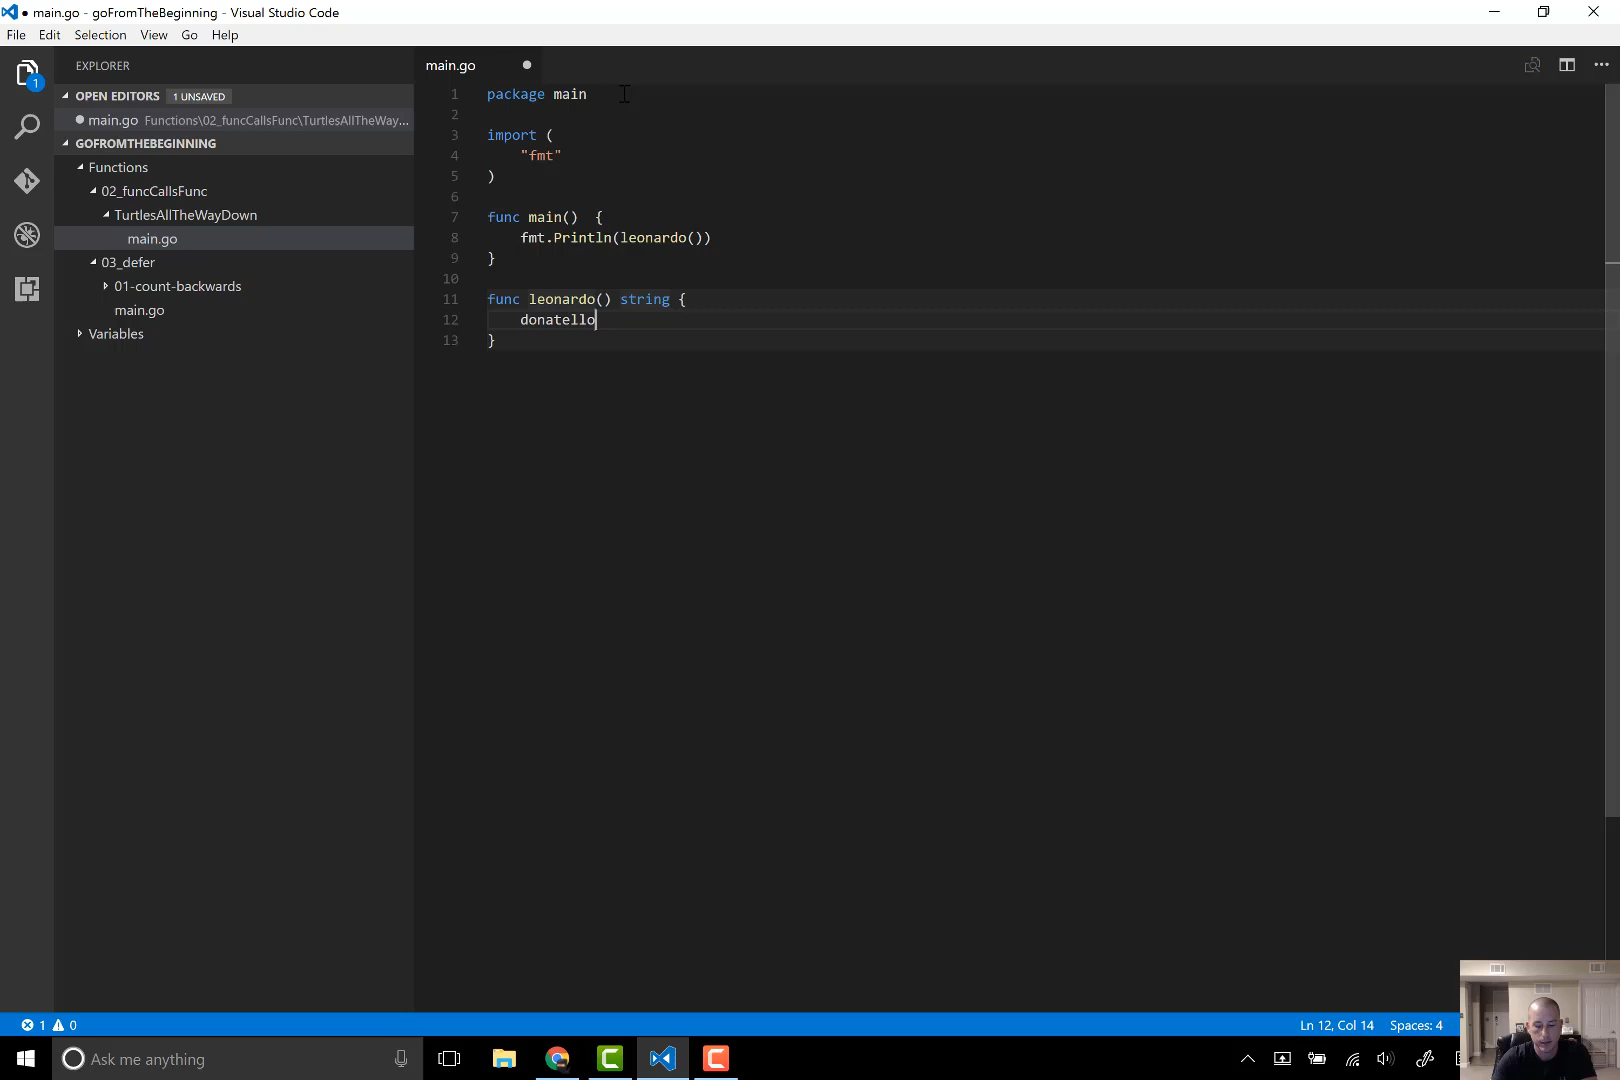 main.go - goFromTheBeginning - Visual Studio Code
File Edit Selection View Go Help
EXPLORER
OPEN EDITORS 1 UNSAVED
main.go Functions\02_funcCallsFunc\TurtlesAllTheWay...
GOFROMTHEBEGINNING
Functions
02_funcCallsFunc
TurtlesAllTheWayDown
main.go
03_defer
01-count-backwards
main.go
Variables
1
main.go
1 package main
2
3 import (
4 "fmt"
5 )
6
7 func main()  {
8 fmt.Println(leonardo())
9 }
10
11 func leonardo() string {
12 donatello
13 }
1 0
Ln 12, Col 14 Spaces: 4
Ask me anything